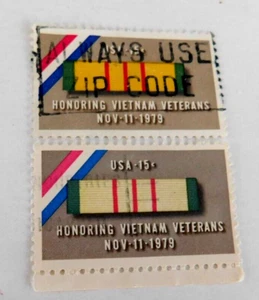 ALWAYS USE
ZIP CODE
HONORING VIETNAM VETERANS
NOV•11•1979
USA•15c
HONORING VIETNAM VETERANS
NOV•11•1979